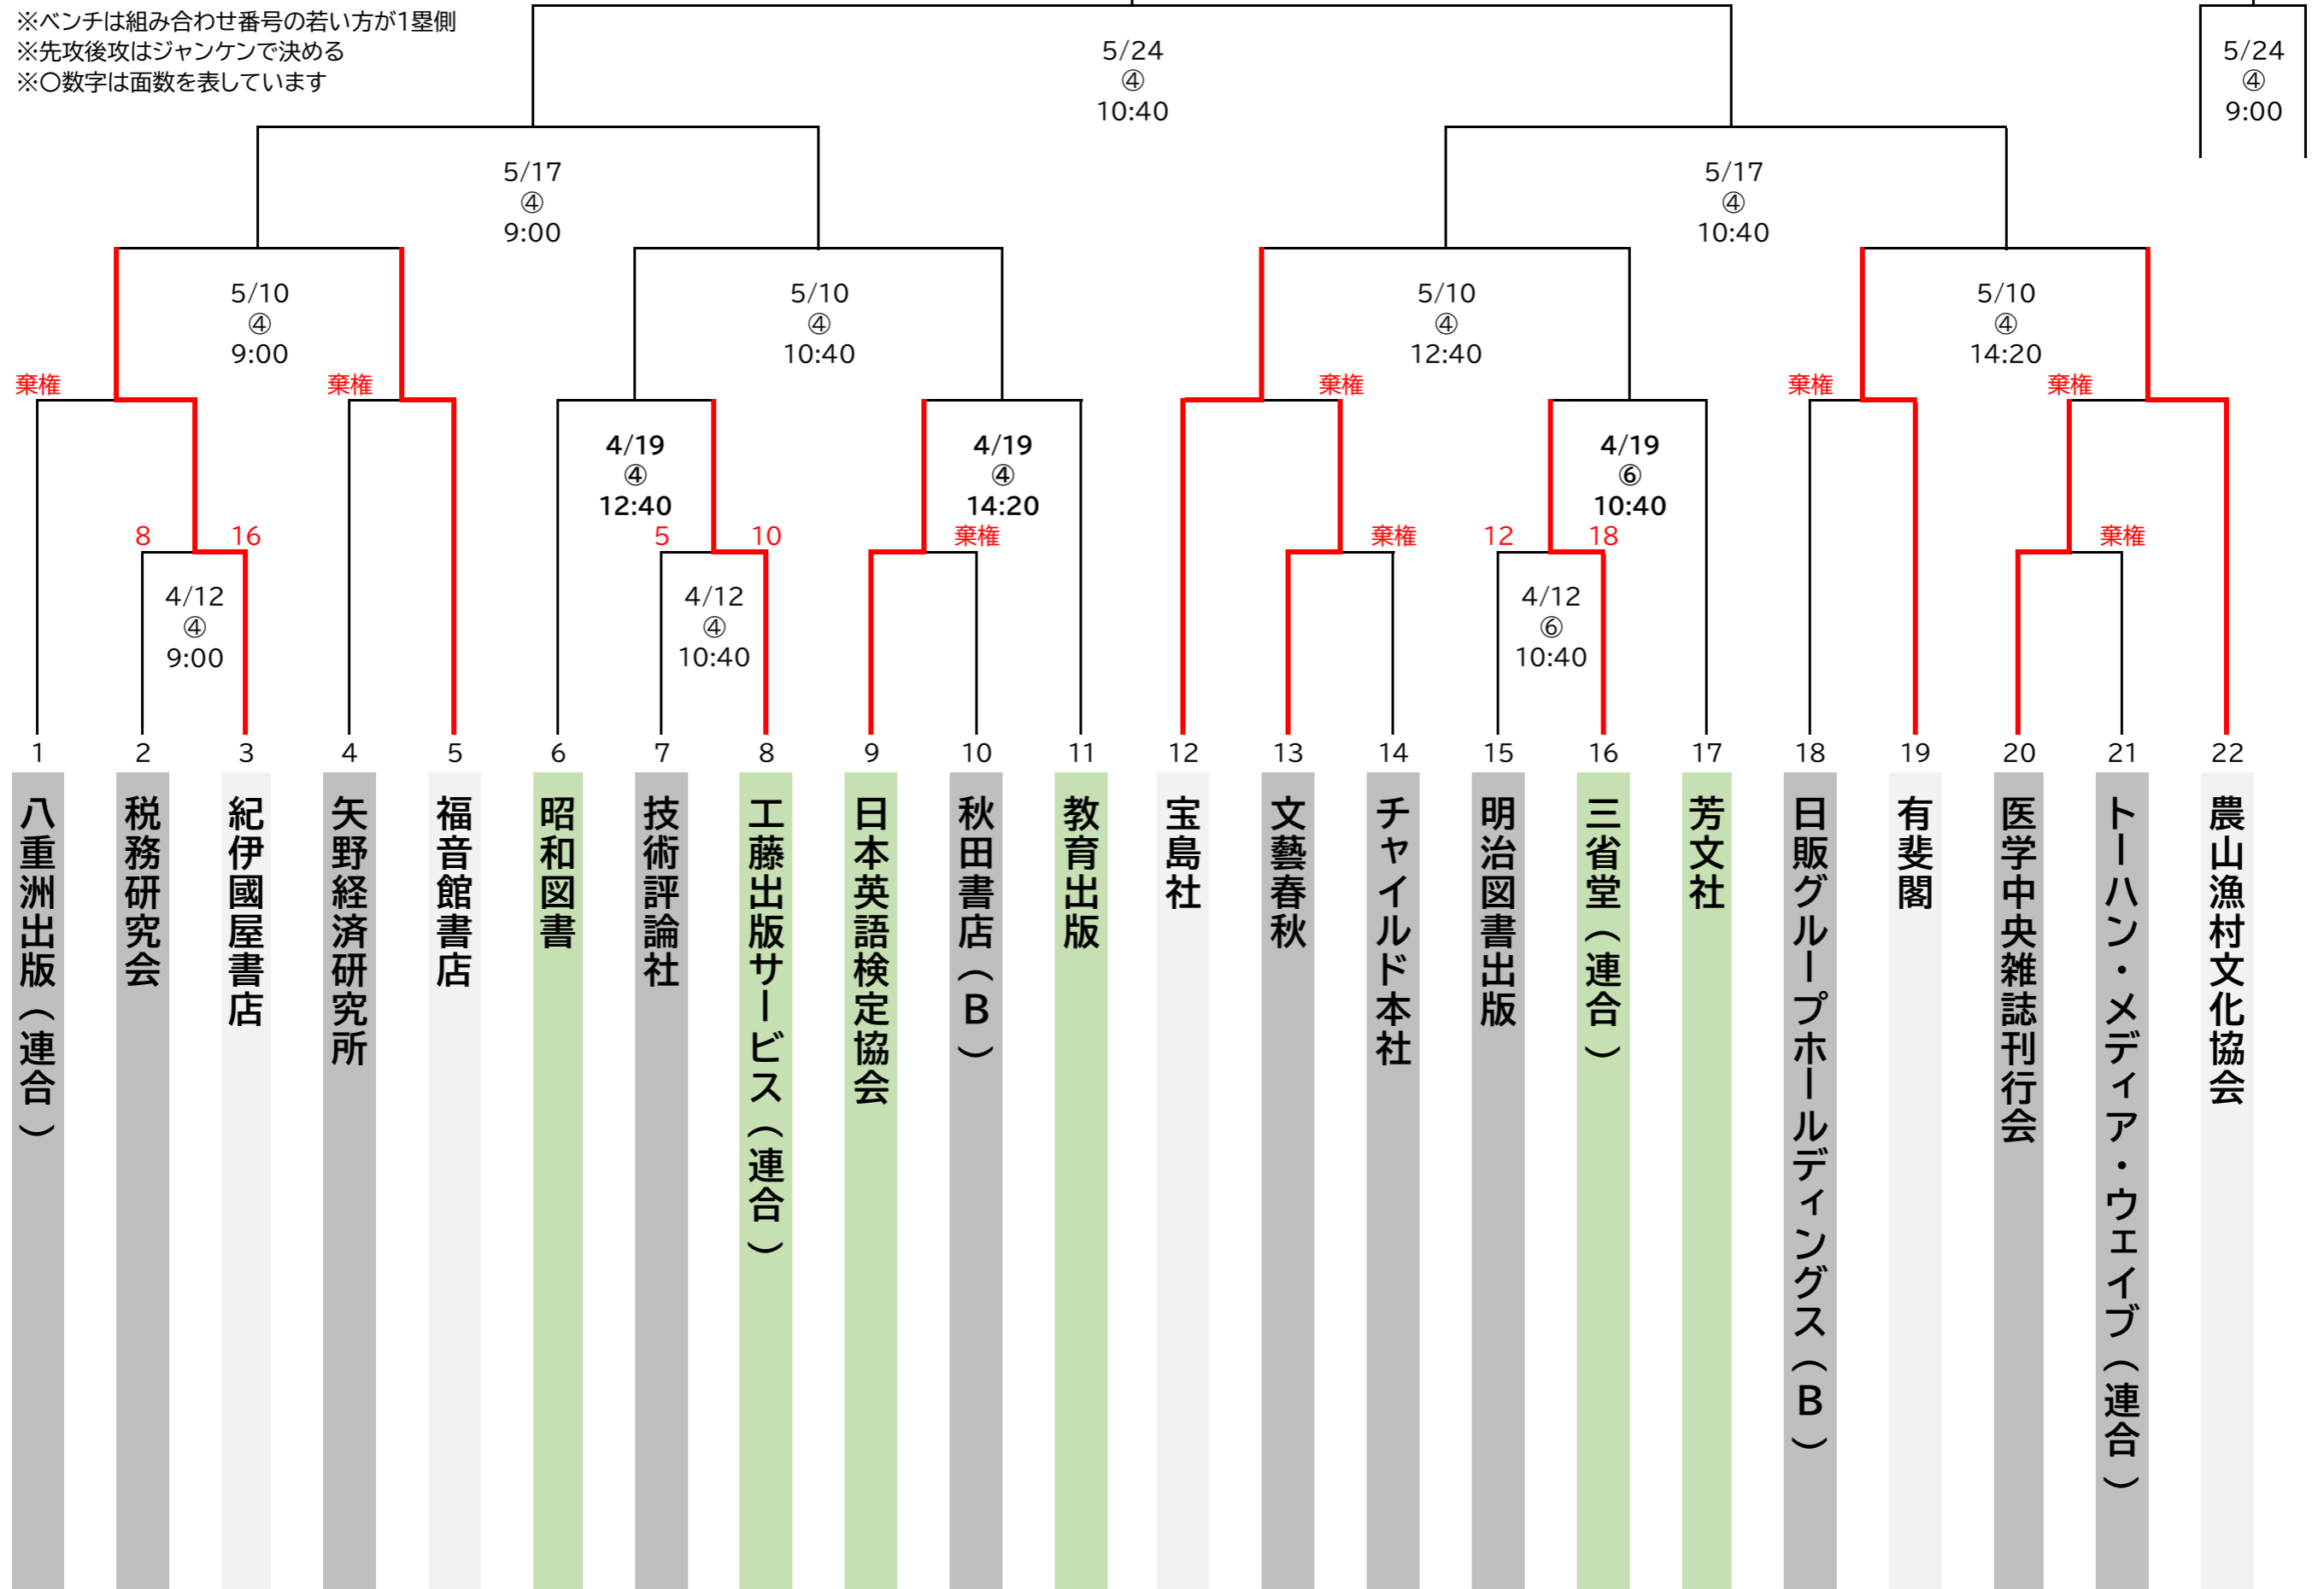 ※ベンチは組み合わせ番号の若い方が1塁側
※先攻後攻はジャンケンで決める
※〇数字は面数を表しています
5/24
④
10:40
5/24
④
9:00
5/17
④
9:00
5/17
④
10:40
5/10
④
9:00
5/10
④
10:40
5/10
④
12:40
5/10
④
14:20
棄権
棄権
棄権
棄権
棄権
4/19
④
12:40
4/19
④
14:20
4/19
⑥
10:40
8
16
5
10
棄権
棄権
12
18
棄権
4/12
④
9:00
4/12
④
10:40
4/12
⑥
10:40
1
2
3
4
5
6
7
8
9
10
11
12
13
14
15
16
17
18
19
20
21
22
八重洲出版（連合）
税務研究会
紀伊國屋書店
矢野経済研究所
福音館書店
昭和図書
技術評論社
工藤出版サービス（連合）
日本英語検定協会
秋田書店（B）
教育出版
宝島社
文藝春秋
チャイルド本社
明治図書出版
三省堂（連合）
芳文社
日販グループホールディングス（B）
有斐閣
医学中央雑誌刊行会
トーハン・メディア・ウェイブ（連合）
農山漁村文化協会